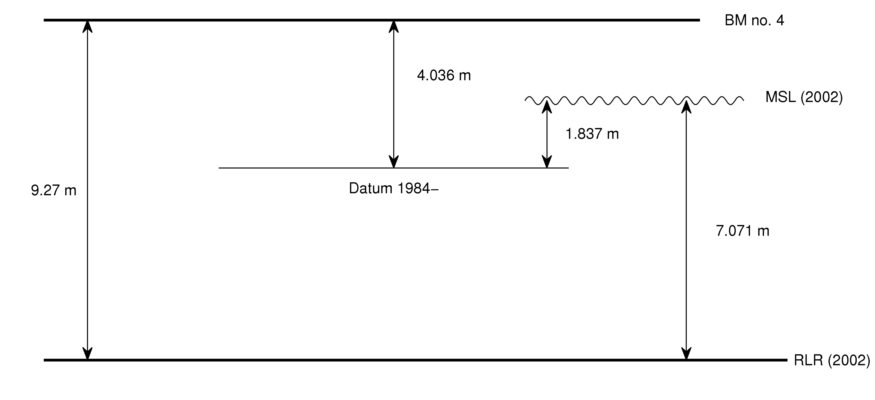 BM no. 4
4.036 m
MSL (2002)
1.837 m
Datum 1984–
9.27 m
7.071 m
RLR (2002)